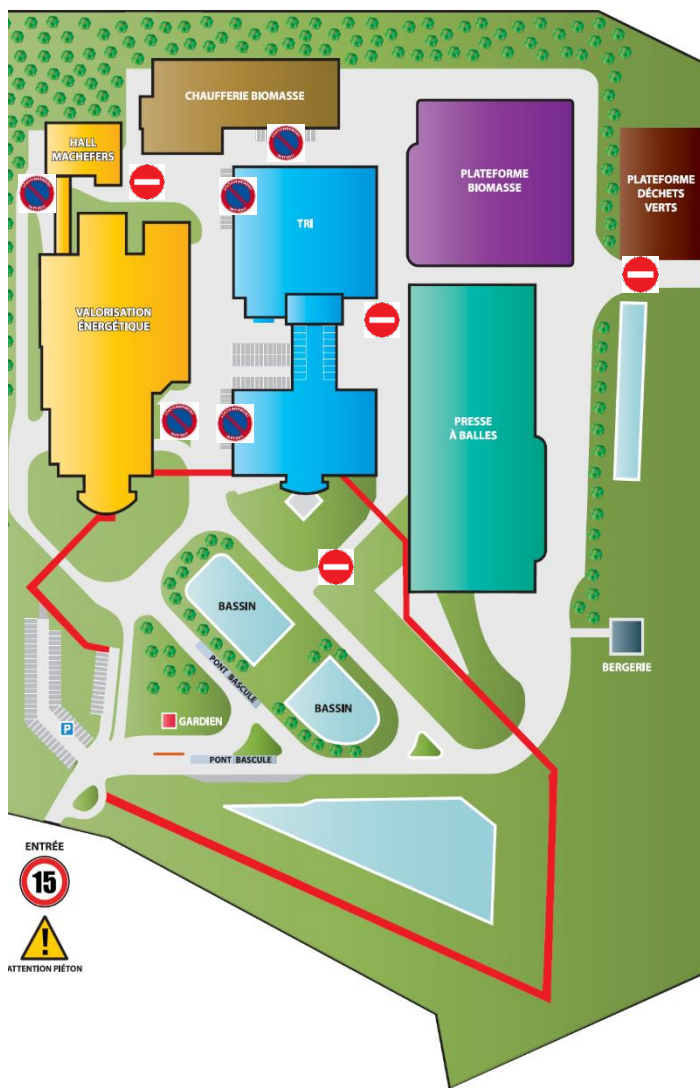 CHAUFFERIE BIOMASSE
HALL
MACHEFERS
PLATEFORME
BIOMASSE
PLATEFORME
DÉCHETS
VERTS
TRI
VALORISATION
ÉNERGÉTIQUE
PRESSE
À BALLES
BASSIN
BERGERIE
PONT BASCULE
BASSIN
GARDIEN
P
PONT BASCULE
ENTRÉE
15
!
ATTENTION PIÉTON